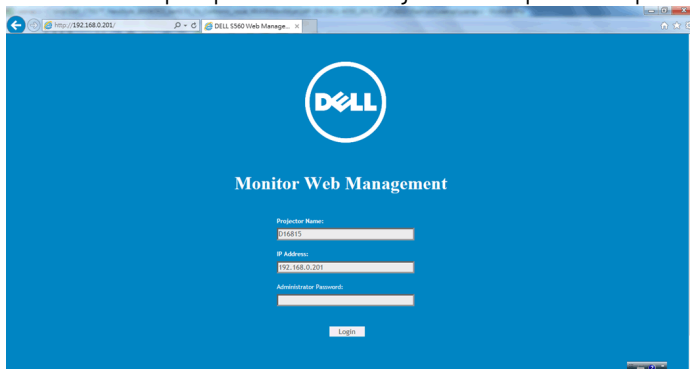 http://192.168.0.201/
DELL S560 Web Manage...
DELL
Monitor Web Management
Projector Name:
D16815
IP Address:
192.168.0.201
Administrator Password:
Login